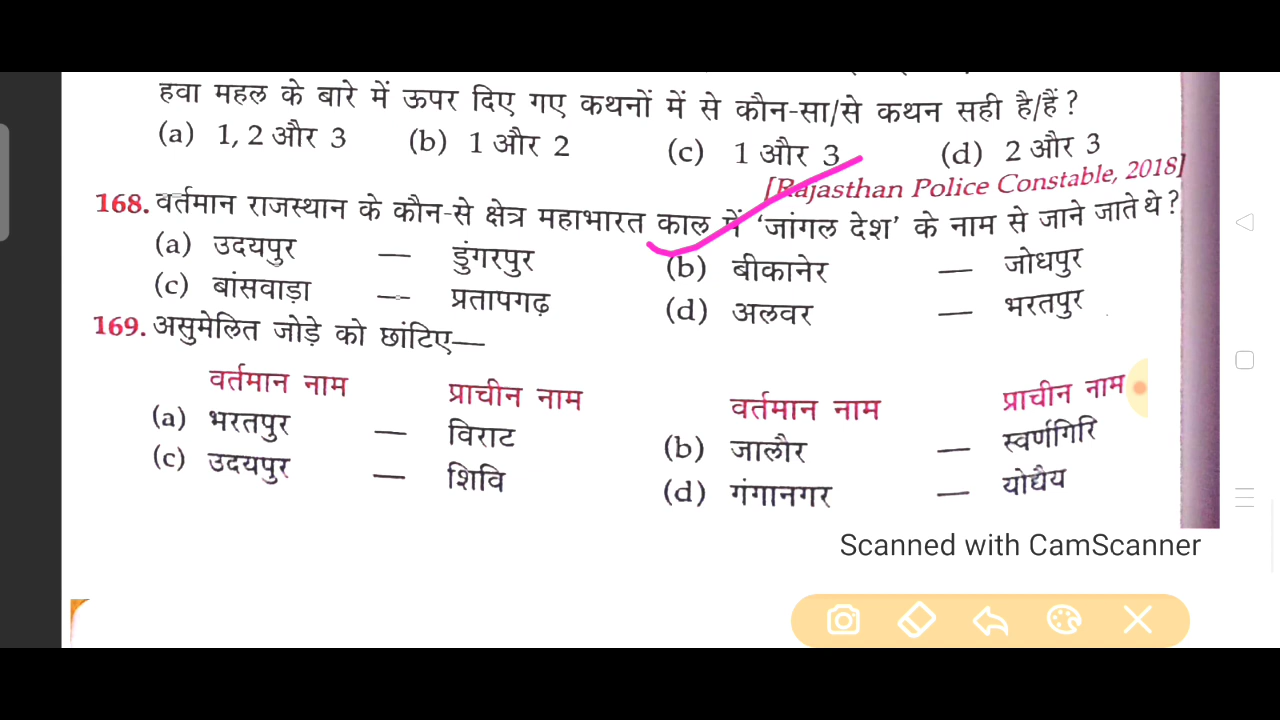 हवा महल के बारे में ऊपर दिए गए कथनों में से कौन-सा/से कथन सही है/हैं ?
(a) 1, 2 और 3 (b) 1 और 2 (c) 1 और 3 (d) 2 और 3
[Rajasthan Police Constable, 2018]
168. वर्तमान राजस्थान के कौन-से क्षेत्र महाभारत काल में 'जांगल देश' के नाम से जाने जाते थे ?
(a) उदयपुर — डुंगरपुर (b) बीकानेर — जोधपुर
(c) बांसवाड़ा — प्रतापगढ़ (d) अलवर — भरतपुर
169. असुमेलित जोड़े को छांटिए—
वर्तमान नाम प्राचीन नाम वर्तमान नाम प्राचीन नाम
(a) भरतपुर — विराट (b) जालौर — स्वर्णगिरि
(c) उदयपुर — शिवि (d) गंगानगर — योद्यैय
Scanned with CamScanner